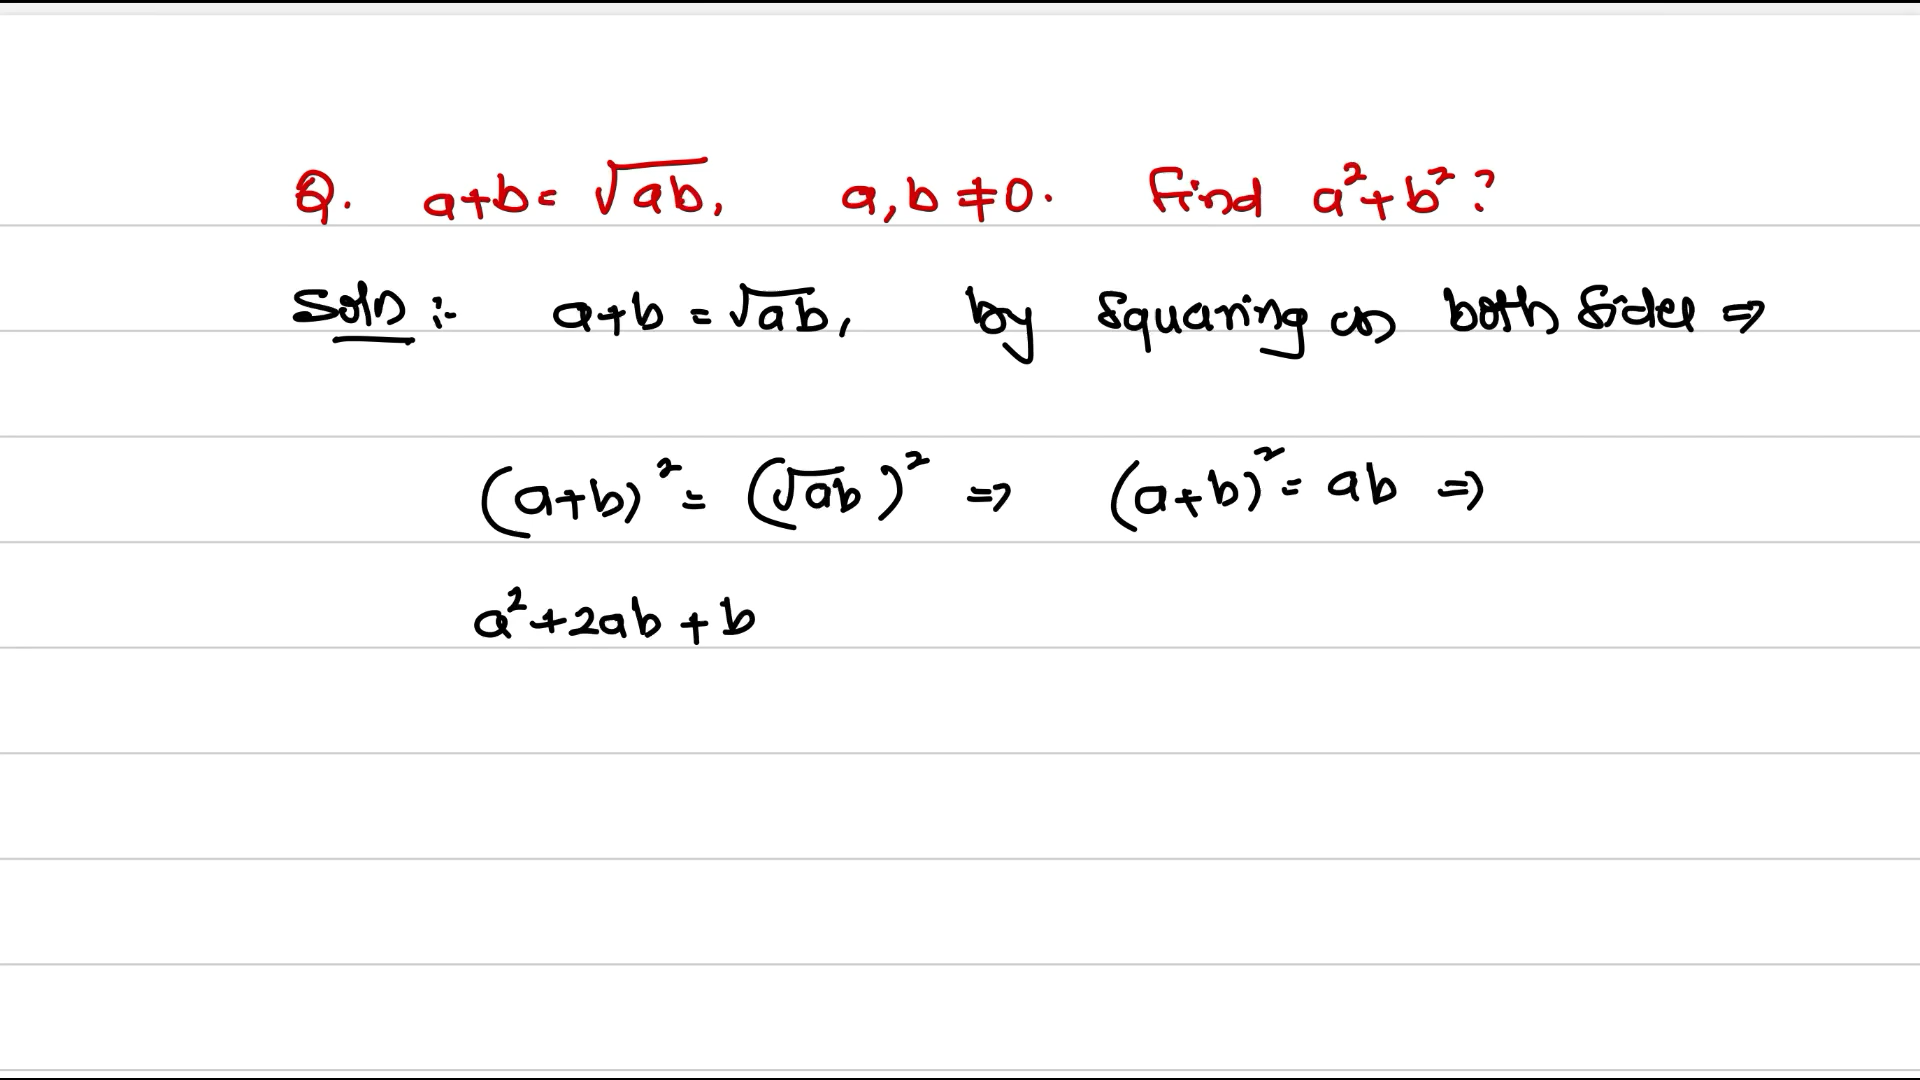 Q. a+b= √ab, a,b ≠0. Find a²+b²?
Soln :- a+b = √ab, by squaring on both sides ⇒
(a+b)² = (√ab)² ⇒ (a+b)² = ab ⇒
a²+2ab+b